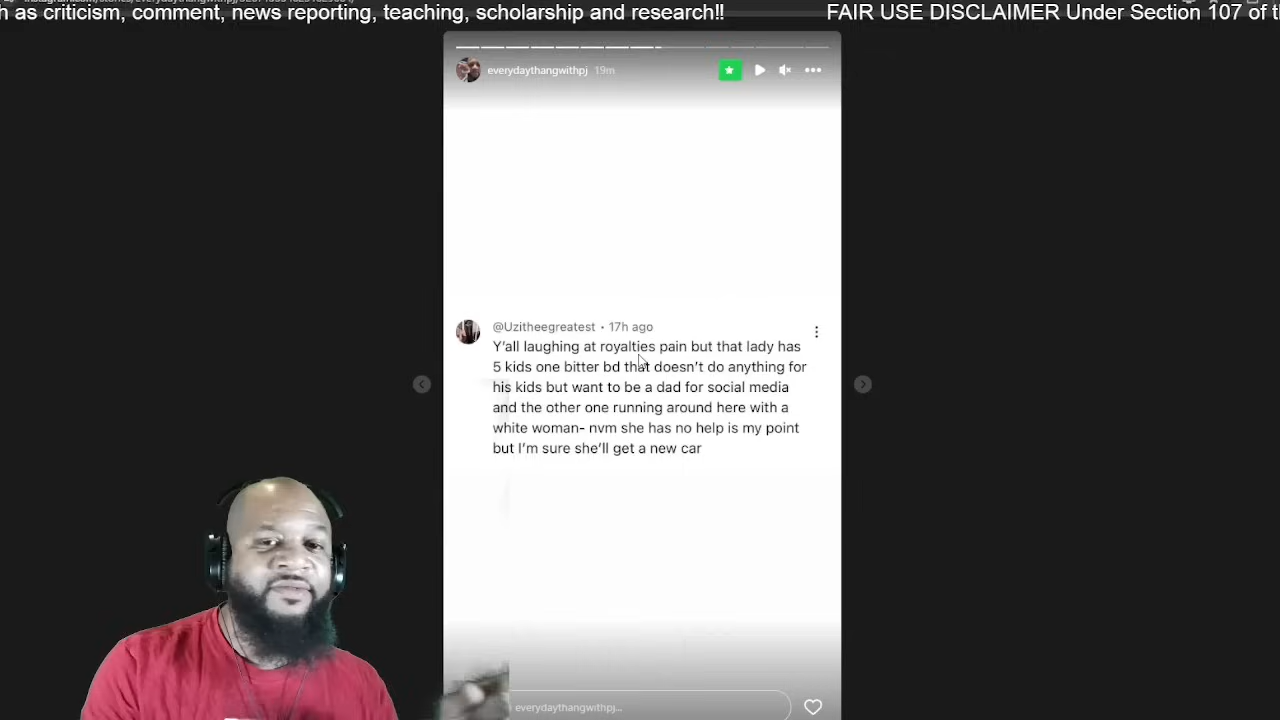 h as criticism, comment, news reporting, teaching, scholarship and research!!
FAIR USE DISCLAIMER Under Section 107 of t
everydaythangwithpj 19m
@Uzitheegreatest • 17h ago
Y'all laughing at royalties pain but that lady has
5 kids one bitter bd that doesn't do anything for
his kids but want to be a dad for social media
and the other one running around here with a
white woman- nvm she has no help is my point
but I'm sure she'll get a new car
everydaythangwithpj...